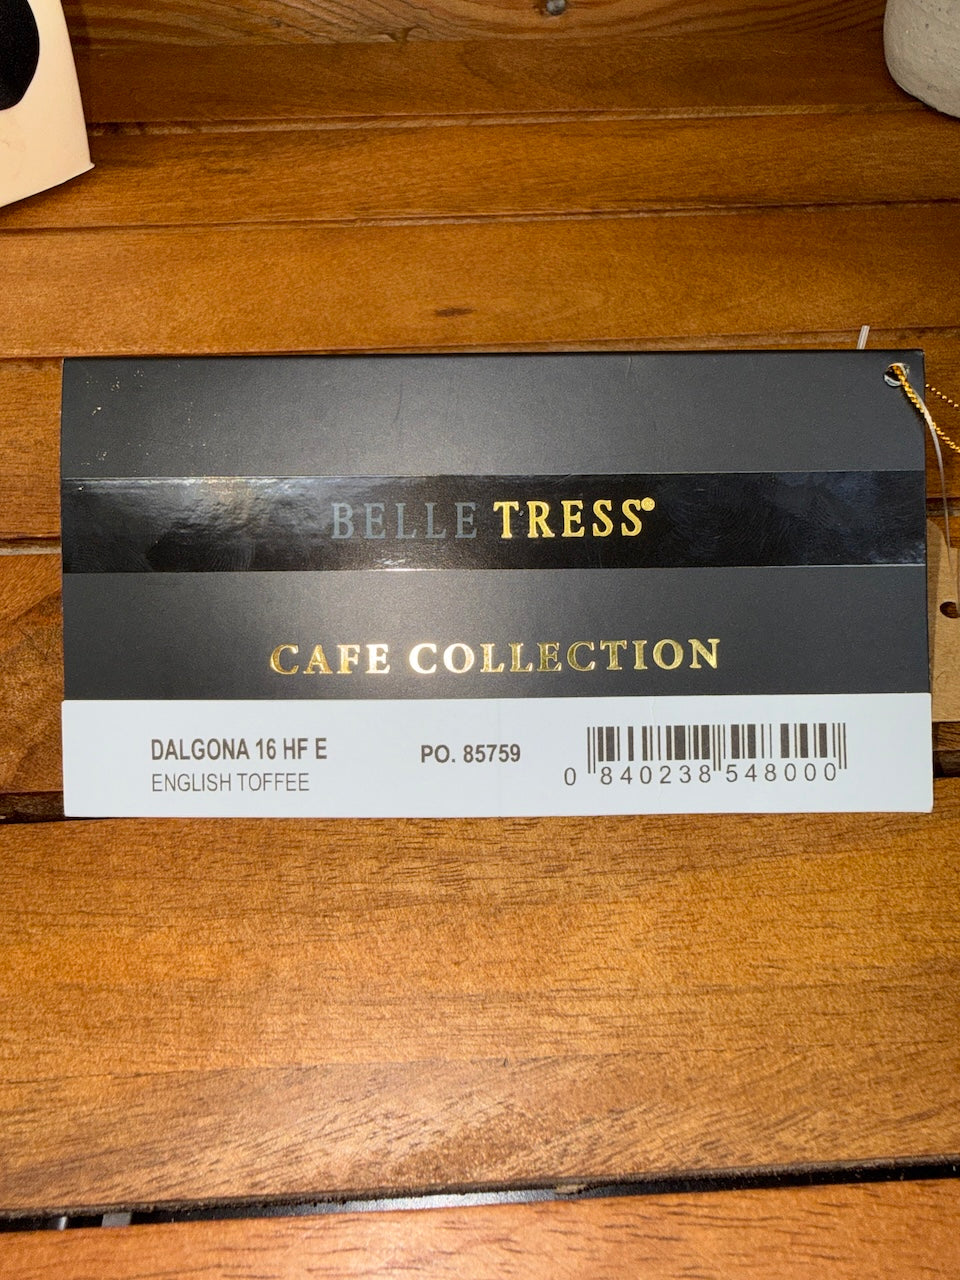 BELLE TRESS®
CAFE COLLECTION
DALGONA 16 HF E
ENGLISH TOFFEE
PO. 85759
0 840238 548000